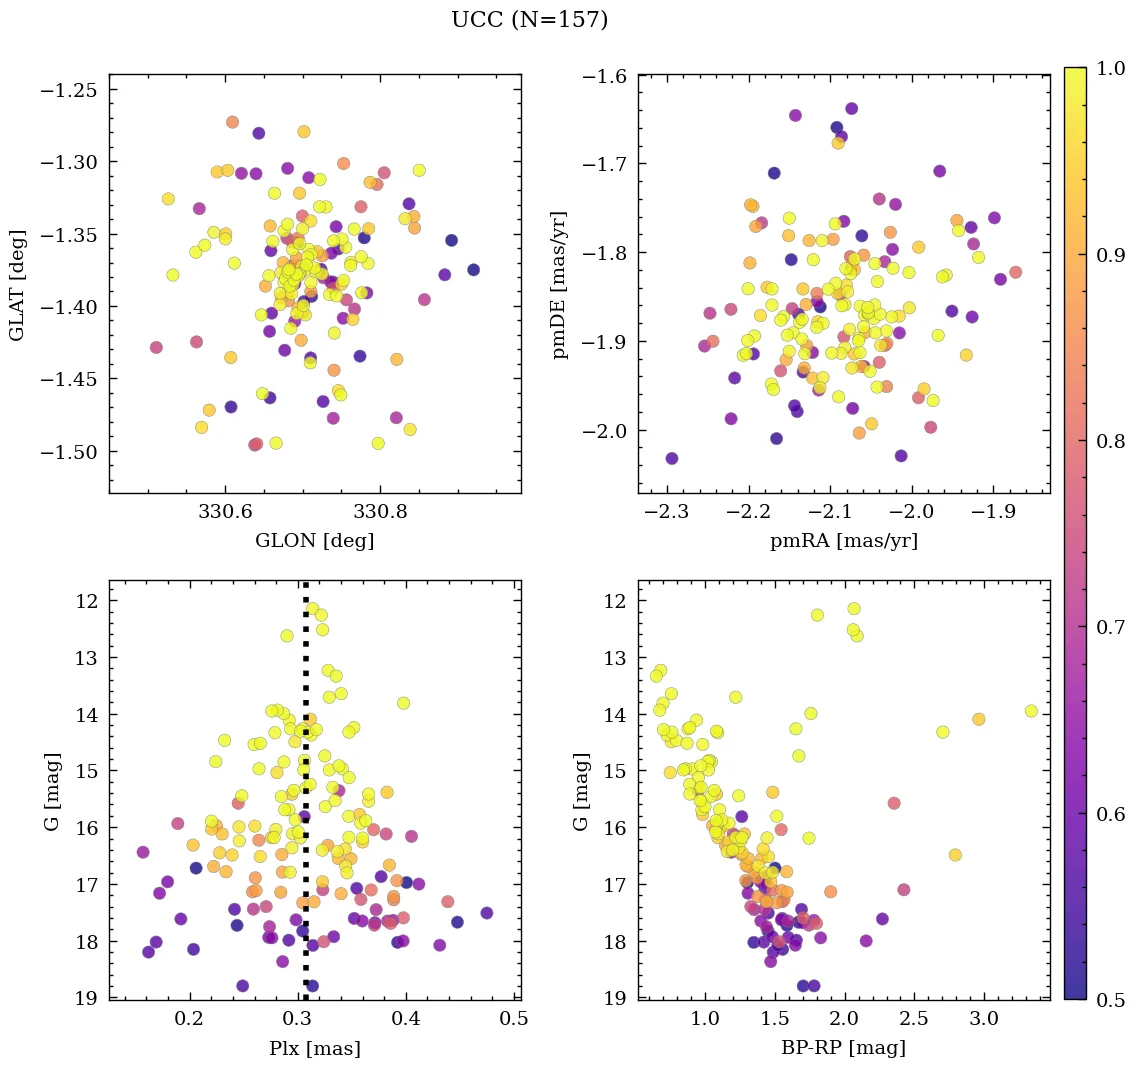 UCC (N=157)
−1.25
−1.30
−1.35
−1.40
−1.45
−1.50
GLAT [deg]
330.6 330.8
GLON [deg]
−1.6
−1.7
−1.8
−1.9
−2.0
pmDE [mas/yr]
−2.3 −2.2 −2.1 −2.0 −1.9
pmRA [mas/yr]
12
13
14
15
16
17
18
19
G [mag]
0.2 0.3 0.4 0.5
Plx [mas]
12
13
14
15
16
17
18
19
G [mag]
1.0 1.5 2.0 2.5 3.0
BP-RP [mag]
1.0
0.9
0.8
0.7
0.6
0.5